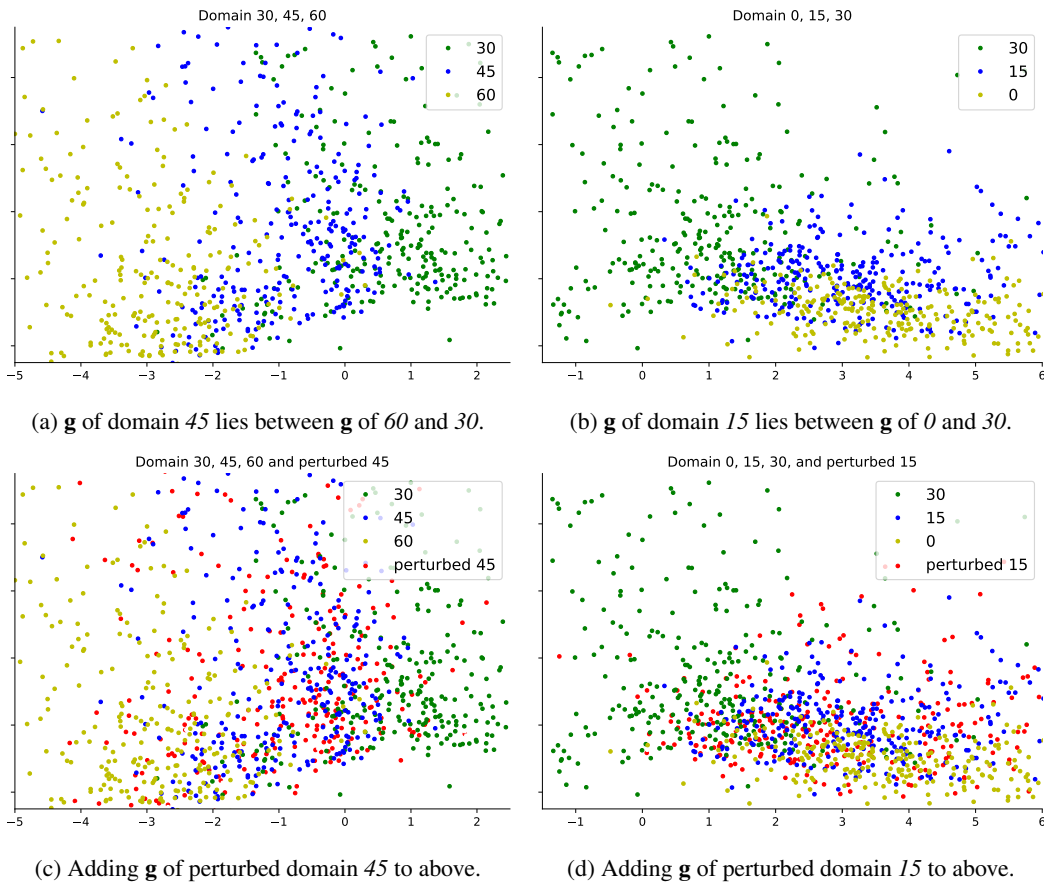 Domain 30, 45, 60
30
45
60
−5 −4 −3 −2 −1 0 1 2
(a) g of domain 45 lies between g of 60 and 30.
Domain 0, 15, 30
30
15
0
−1 0 1 2 3 4 5 6
(b) g of domain 15 lies between g of 0 and 30.
Domain 30, 45, 60 and perturbed 45
30
45
60
perturbed 45
−5 −4 −3 −2 −1 0 1 2
(c) Adding g of perturbed domain 45 to above.
Domain 0, 15, 30, and perturbed 15
30
15
0
perturbed 15
−1 0 1 2 3 4 5 6
(d) Adding g of perturbed domain 15 to above.